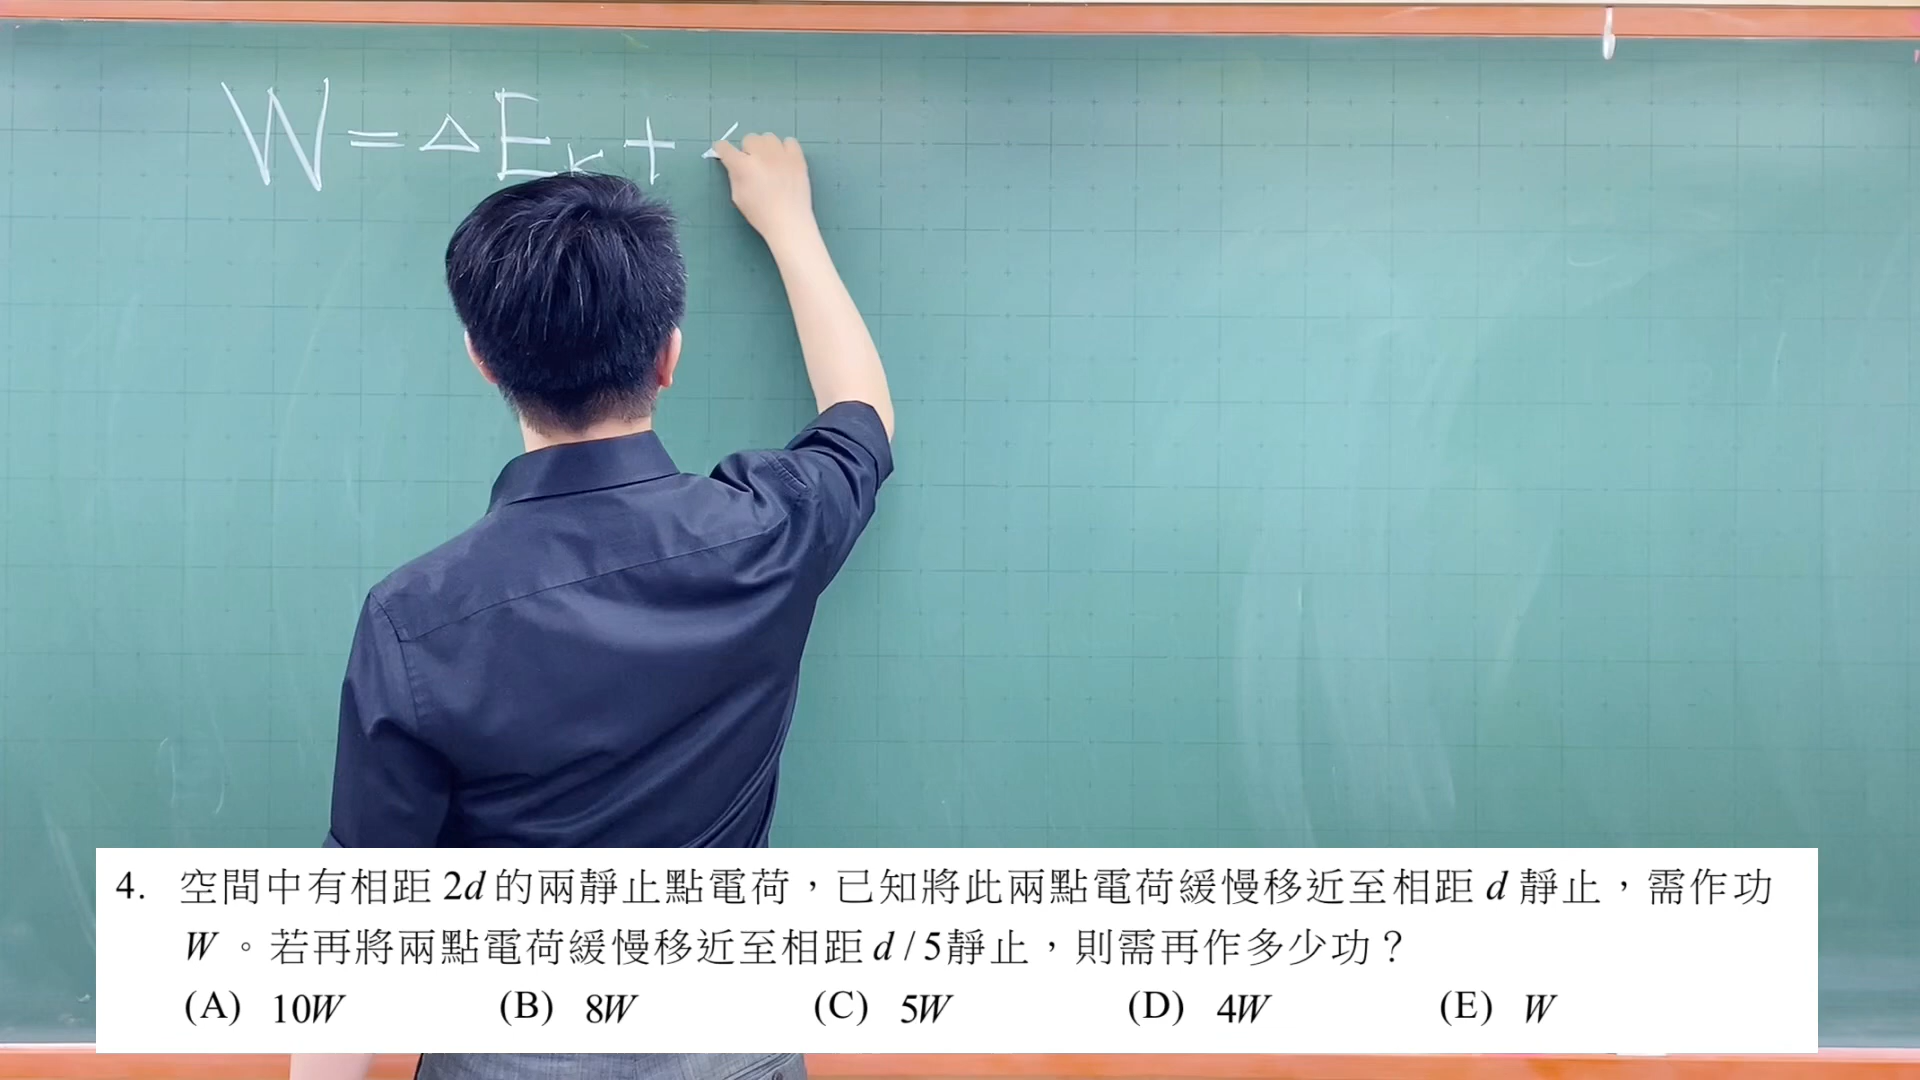 W=△Eₖ+
4. 空間中有相距 2d 的兩靜止點電荷，已知將此兩點電荷緩慢移近至相距 d 靜止，需作功
W 。若再將兩點電荷緩慢移近至相距 d / 5 靜止，則需再作多少功？
(A) 10W (B) 8W (C) 5W (D) 4W (E) W